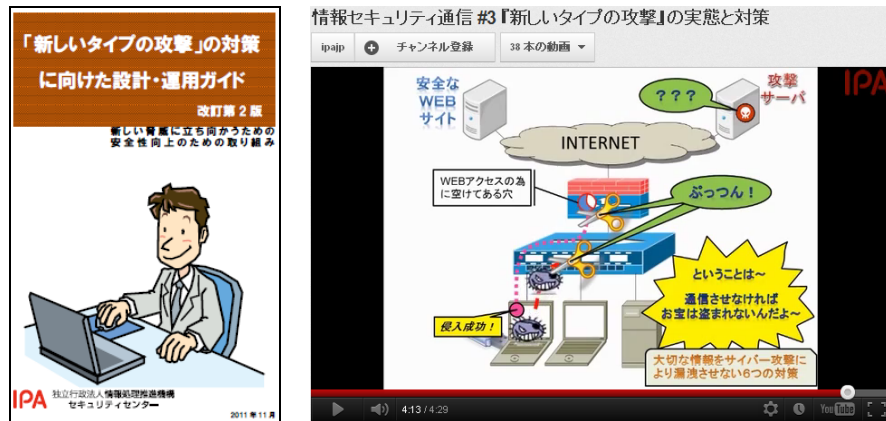 「新しいタイプの攻撃」の対策
に向けた設計・運用ガイド
改訂第2版
新しい脅威に立ち向かうための
安全性向上のための取り組み
IPA 独立行政法人情報処理推進機構
セキュリティセンター
2011年11月
情報セキュリティ通信 #3『新しいタイプの攻撃』の実態と対策
ipajp チャンネル登録 38 本の動画
IPA
安全な
WEB
サイト
???
攻撃
サーバ
INTERNET
WEBアクセスの為
に空けてある穴
ぷっつん!
ということは~
通信させなければ
お宝は盗まれないんだよ~
侵入成功!
大切な情報をサイバー攻撃に
より漏洩させない6つの対策
4:13 / 4:29
YouTube